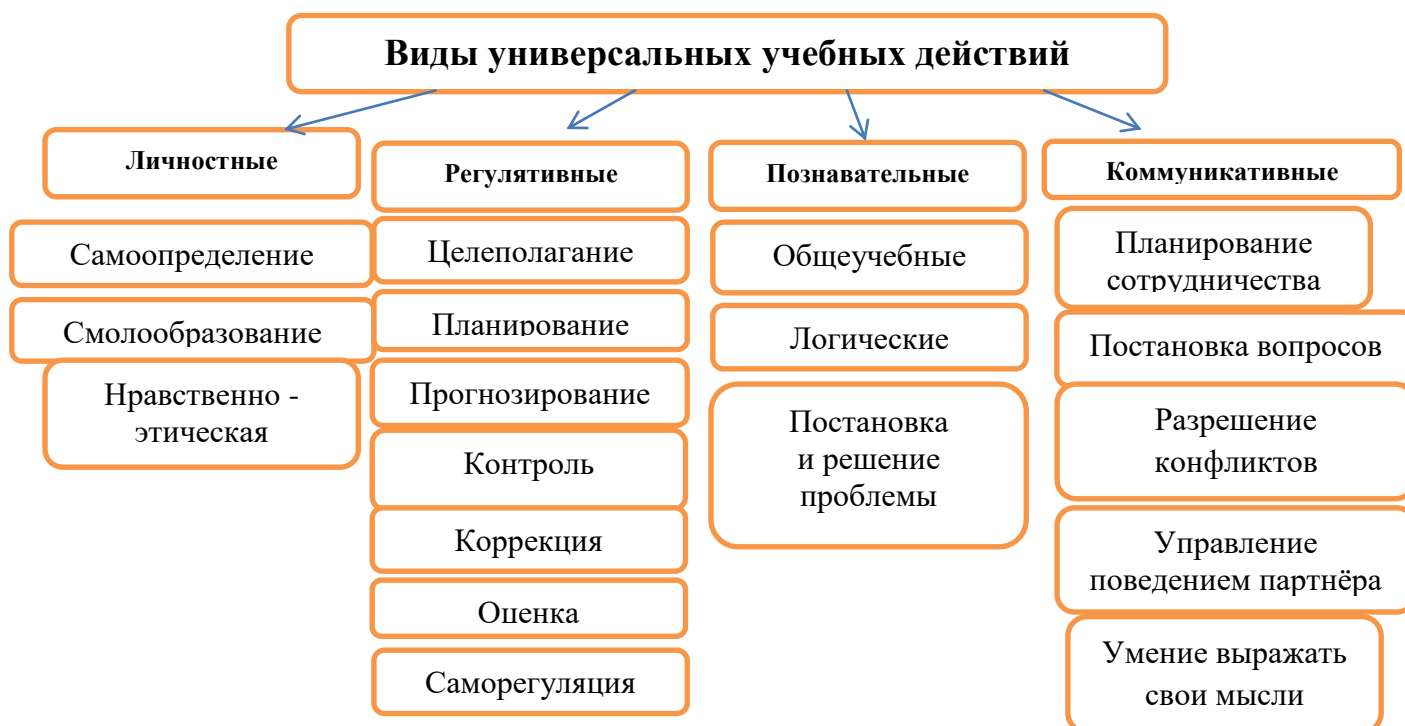 Виды универсальных учебных действий
Личностные
Самоопределение
Смолообразование
Нравственно -
этическая
Регулятивные
Целеполагание
Планирование
Прогнозирование
Контроль
Коррекция
Оценка
Саморегуляция
Познавательные
Общеучебные
Логические
Постановка
и решение
проблемы
Коммуникативные
Планирование
сотрудничества
Постановка вопросов
Разрешение
конфликтов
Управление
поведением партнёра
Умение выражать
свои мысли